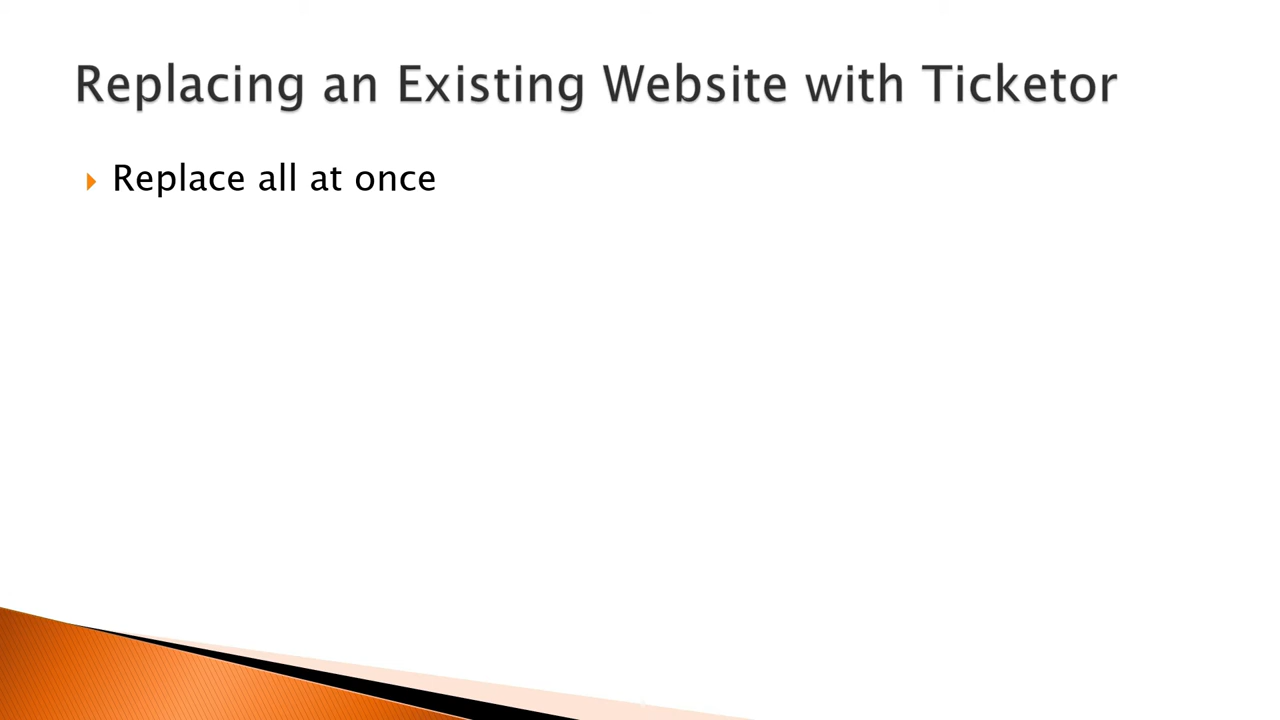 Replacing an Existing Website with Ticketor
Replace all at once